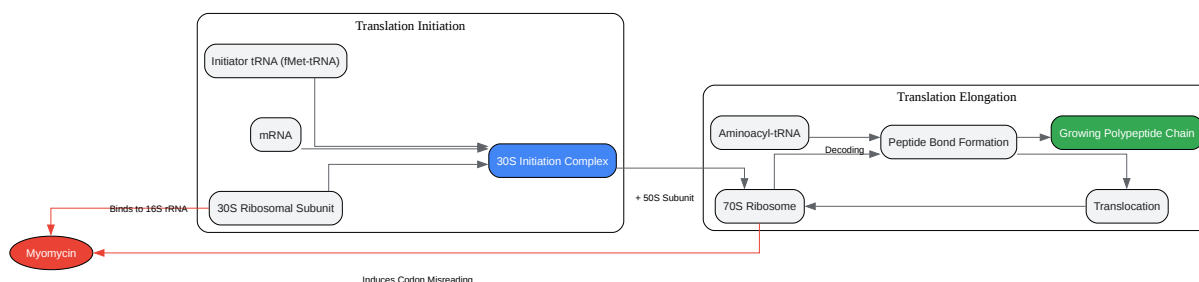 Translation Initiation
Initiator tRNA (fMet-tRNA)
mRNA
30S Initiation Complex
30S Ribosomal Subunit
Binds to 16S rRNA
Myomycin
+ 50S Subunit
Translation Elongation
Aminoacyl-tRNA
Decoding
Peptide Bond Formation
Growing Polypeptide Chain
70S Ribosome
Translocation
Induces Codon Misreading